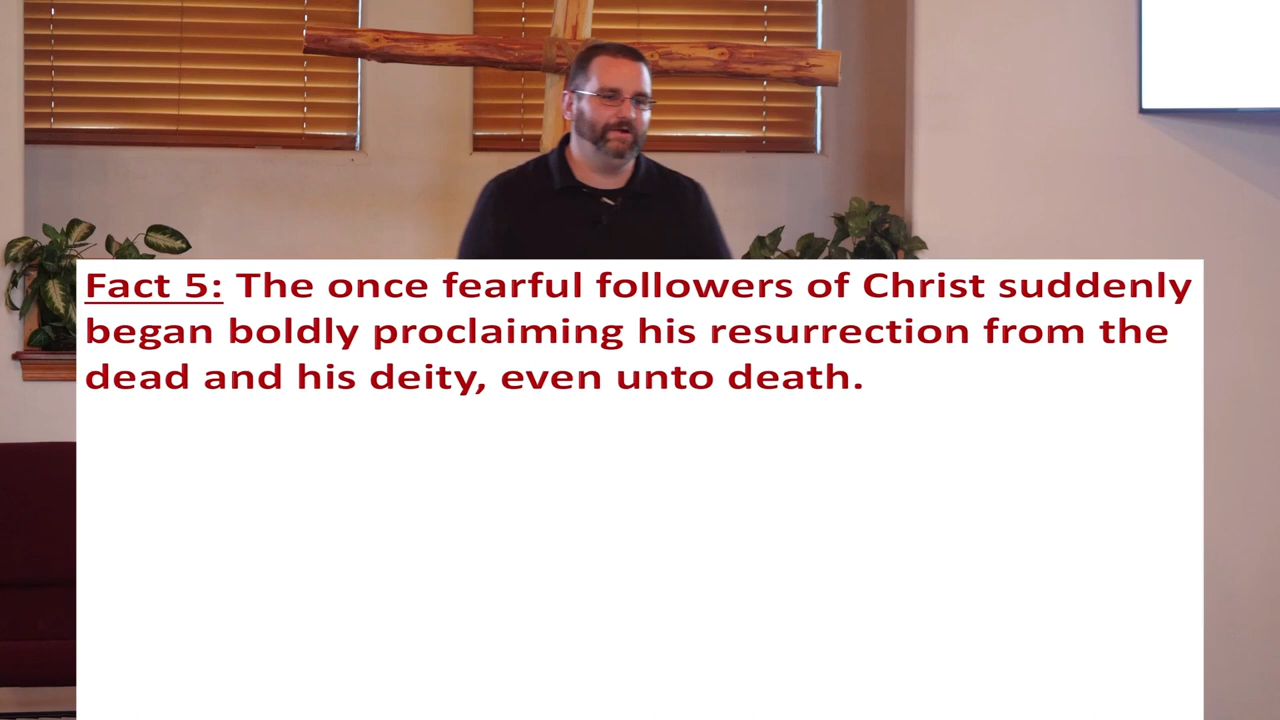 Fact 5: The once fearful followers of Christ suddenly
began boldly proclaiming his resurrection from the
dead and his deity, even unto death.